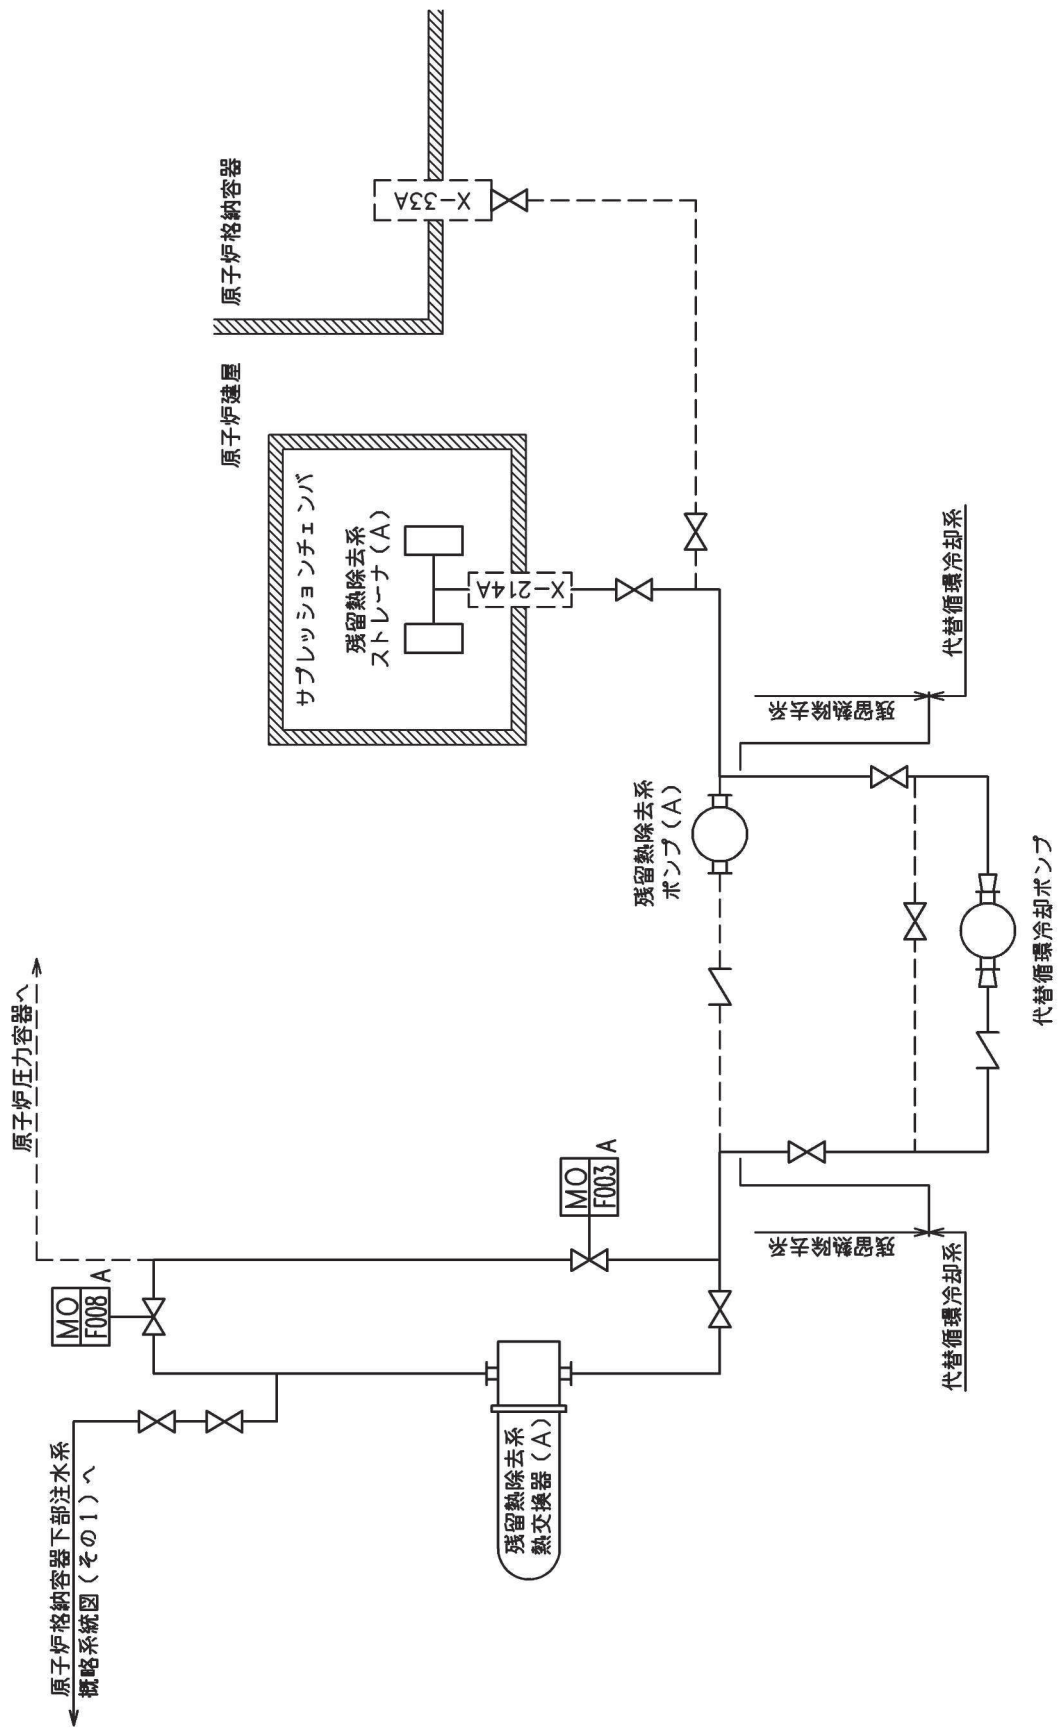 原子炉格納容器下部注水系
概略系統図(その1)へ
MO
F008
A
原子炉圧力容器へ
残留熱除去系
熱交換器(A)
MO
F003
A
サプレッションチェンバ
残留熱除去系
ストレーナ(A)
X-214A
原子炉建屋
原子炉格納容器
X-33A
残留熱除去系
ポンプ(A)
残留熱除去系
代替循環冷却系
残留熱除去系
代替循環冷却系
代替循環冷却ポンプ